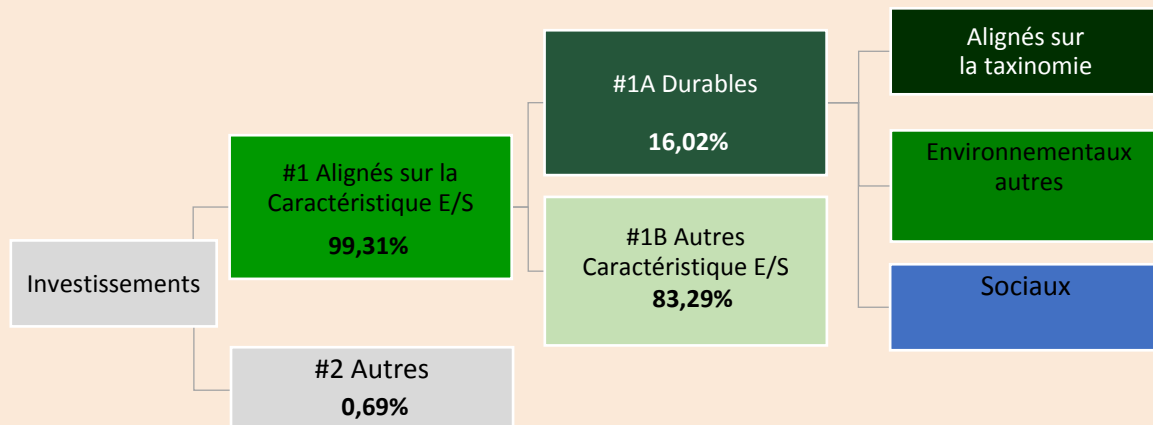 Investissements
#1 Alignés sur la
Caractéristique E/S
99,31%
#2 Autres
0,69%
#1A Durables
16,02%
#1B Autres
Caractéristique E/S
83,29%
Alignés sur
la taxinomie
Environnementaux
autres
Sociaux